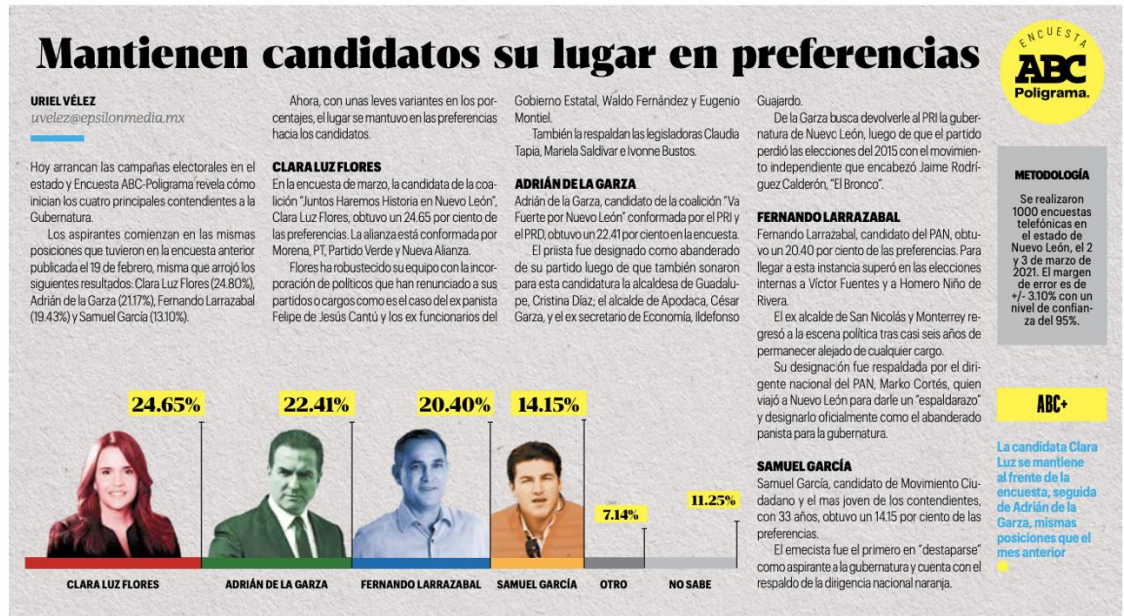 Mantienen candidatos su lugar en preferencias
ENCUESTA
ABC
Poligrama.
URIEL VÉLEZ
uvelez@epsilonmedia.mx
Hoy arrancan las campañas electorales en el
estado y Encuesta ABC-Poligrama revela cómo
inician los cuatro principales contendientes a la
Gubernatura.
Los aspirantes comienzan en las mismas
posiciones que tuvieron en la encuesta anterior
publicada el 19 de febrero, misma que arrojó los
siguientes resultados: Clara Luz Flores (24.80%),
Adrián de la Garza (21.17%), Fernando Larrazabal
(19.43%) y Samuel García (13.10%).
Ahora, con unas leves variantes en los por-
centajes, el lugar se mantuvo en las preferencias
hacia los candidatos.
CLARA LUZ FLORES
En la encuesta de marzo, la candidata de la coa-
lición "Juntos Haremos Historia en Nuevo León",
Clara Luz Flores, obtuvo un 24.65 por ciento de
las preferencias. La alianza está conformada por
Morena, PT, Partido Verde y Nueva Alianza.
Flores ha robustecido su equipo con la incor-
poración de políticos que han renunciado a sus
partidos o cargos como es el caso del ex panista
Felipe de Jesús Cantú y los ex funcionarios del
Gobierno Estatal, Waldo Fernández y Eugenio
Montiel.
También la respaldan las legisladoras Claudia
Tapia, Mariela Saldívar e Ivonne Bustos.
ADRIÁN DE LA GARZA
Adrián de la Garza, candidato de la coalición "Va
Fuerte por Nuevo León" conformada por el PRI y
el PRD, obtuvo un 22.41 por ciento en la encuesta.
El priista fue designado como abanderado
de su partido luego de que también sonaron
para esta candidatura la alcaldesa de Guadalu-
pe, Cristina Díaz; el alcalde de Apodaca, César
Garza, y el ex secretario de Economía, Ildefonso
Guajardo.
De la Garza busca devolverle al PRI la guber-
natura de Nuevo León, luego de que el partido
perdió las elecciones del 2015 con el movimien-
to independiente que encabezó Jaime Rodrí-
guez Calderón, "El Bronco".
FERNANDO LARRAZABAL
Fernando Larrazabal, candidato del PAN, obtu-
vo un 20.40 por ciento de las preferencias. Para
llegar a esta instancia superó en las elecciones
internas a Víctor Fuentes y a Homero Niño de
Rivera.
El ex alcalde de San Nicolás y Monterrey re-
gresó a la escena política tras casi seis años de
permanecer alejado de cualquier cargo.
Su designación fue respaldada por el diri-
gente nacional del PAN, Marko Cortés, quien
viajó a Nuevo León para darle un "espaldarazo"
y designarlo oficialmente como el abanderado
panista para la gubernatura.
SAMUEL GARCÍA
Samuel García, candidato de Movimiento Ciu-
dadano y el mas joven de los contendientes,
con 33 años, obtuvo un 14.15 por ciento de las
preferencias.
El emecista fue el primero en "destaparse"
como aspirante a la gubernatura y cuenta con el
respaldo de la dirigencia nacional naranja.
METODOLOGÍA
Se realizaron
1000 encuestas
telefónicas en
el estado de
Nuevo León, el 2
y 3 de marzo de
2021. El margen
de error es de
+/- 3.10% con un
nivel de confian-
za del 95%.
ABC+
La candidata Clara
Luz se mantiene
al frente de la
encuesta, seguida
de Adrián de la
Garza, mismas
posiciones que el
mes anterior
24.65%
22.41%
20.40%
14.15%
7.14%
11.25%
CLARA LUZ FLORES
ADRIÁN DE LA GARZA
FERNANDO LARRAZABAL
SAMUEL GARCÍA
OTRO
NO SABE